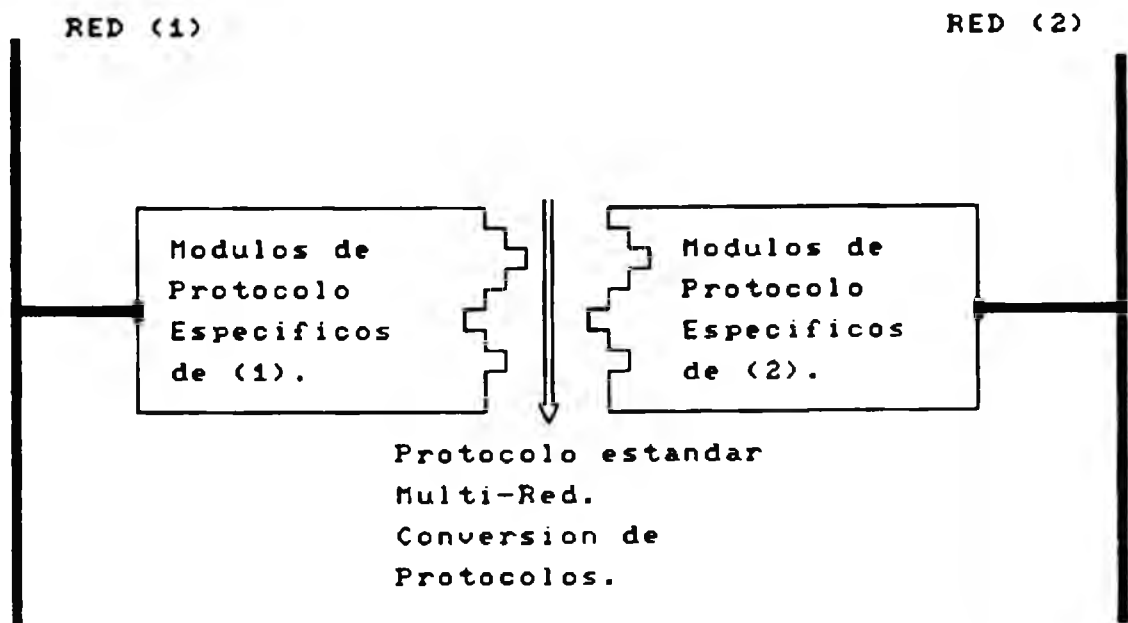 RED (1)
RED (2)
Modulos de
Protocolo
Especificos
de (1).
Modulos de
Protocolo
Especificos
de (2).
Protocolo estandar
Multi-Red.
Conversion de
Protocolos.